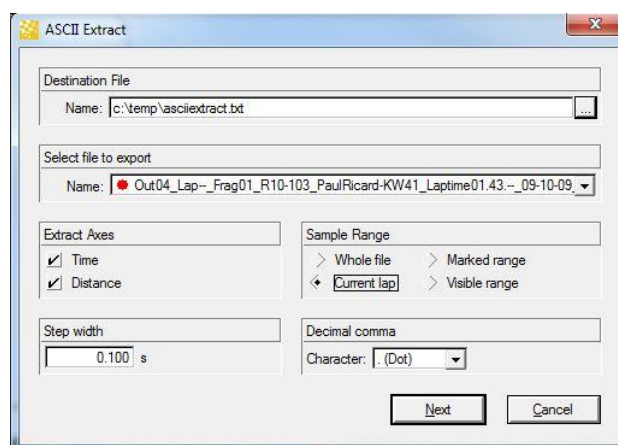 ASCII Extract
Destination File
Name: c:\temp\asciiextract.txt ...
Select file to export
Name: Out04_Lap--_Frag01_R10-103_PaulRicard-KW41_Laptime01.43.--_09-10-09_
Extract Axes
Time
Distance
Sample Range
Whole file Marked range
Current lap Visible range
Step width
0.100 s
Decimal comma
Character: . (Dot)
Next Cancel